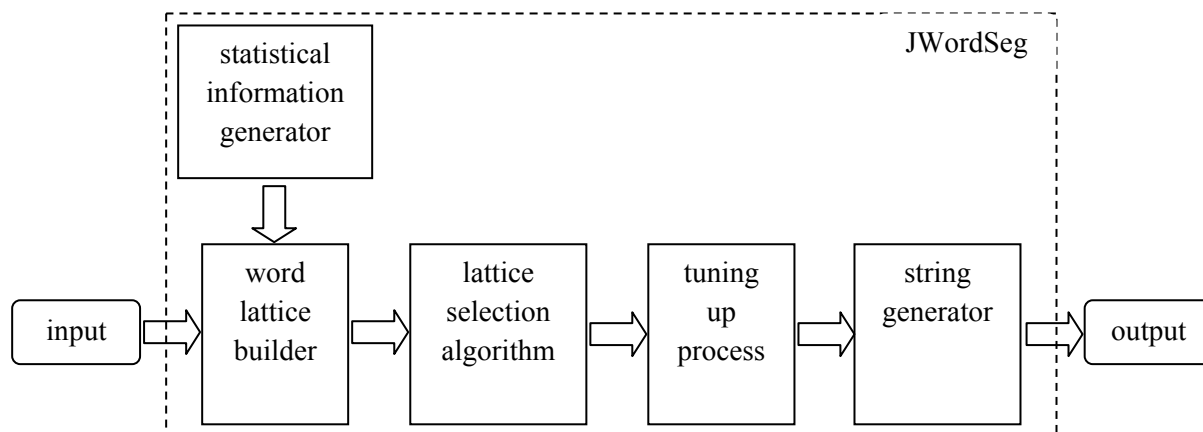 JWordSeg
statistical
information
generator
input
word
lattice
builder
lattice
selection
algorithm
tuning
up
process
string
generator
output